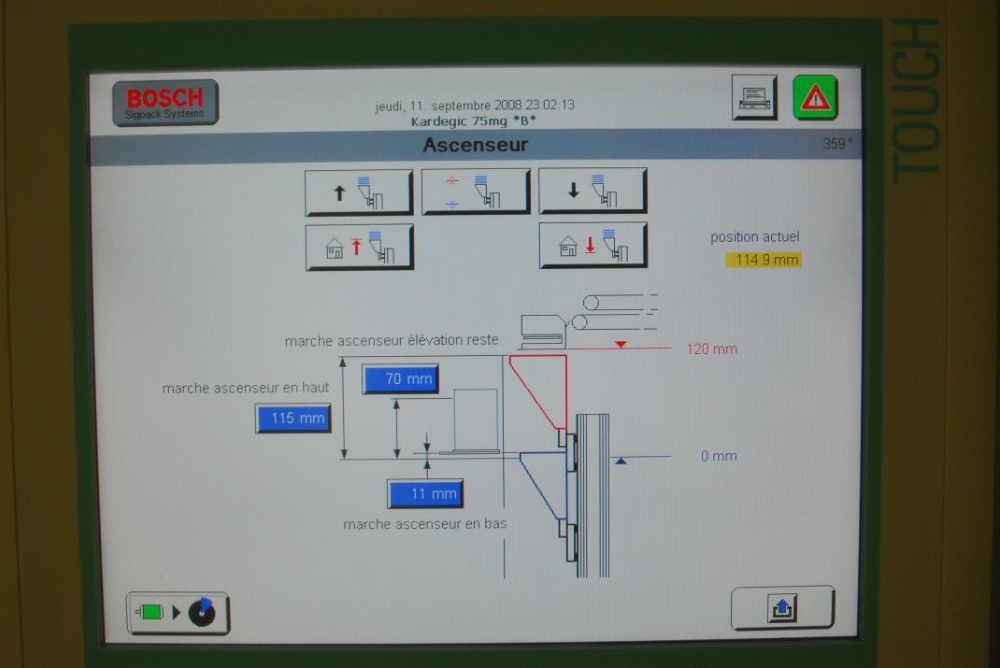 BOSCH
Sigpack Systems
jeudi, 11. septembre 2008 23:02:13
Kardegic 75mg *B*
Ascenseur
359°
TOUCH
position actuel
114.9 mm
marche ascenseur élévation reste
120 mm
70 mm
marche ascenseur en haut
115 mm
0 mm
11 mm
marche ascenseur en bas